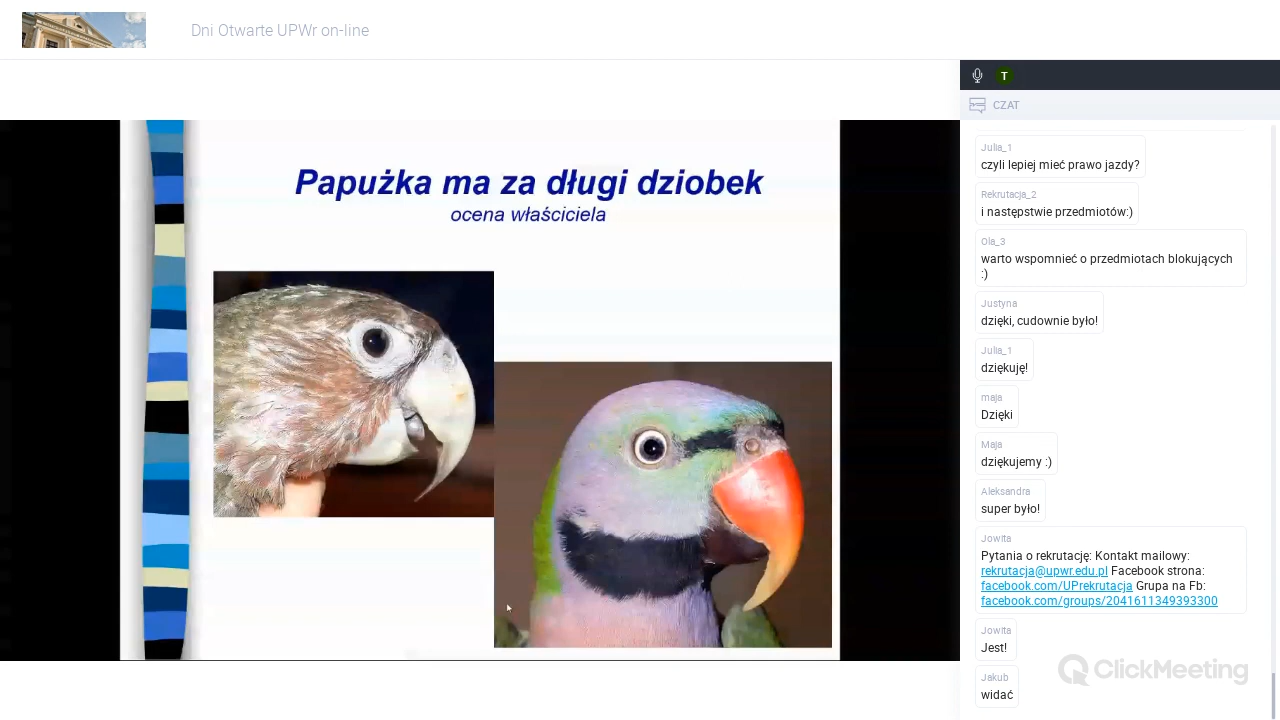 Dni Otwarte UPWr on-line
T
CZAT
Papużka ma za długi dziobek
ocena właściciela
Julia_1
czyli lepiej mieć prawo jazdy?
Rekrutacja_2
i następstwie przedmiotów:)
Ola_3
warto wspomnieć o przedmiotach blokujących
:)
Justyna
dzięki, cudownie było!
Julia_1
dziękuję!
maja
Dzięki
Maja
dziękujemy :)
Aleksandra
super było!
Jowita
Pytania o rekrutację: Kontakt mailowy:
rekrutacja@upwr.edu.pl Facebook strona:
facebook.com/UPrekrutacja Grupa na Fb:
facebook.com/groups/2041611349393300
Jowita
Jest!
Jakub
widać
ClickMeeting